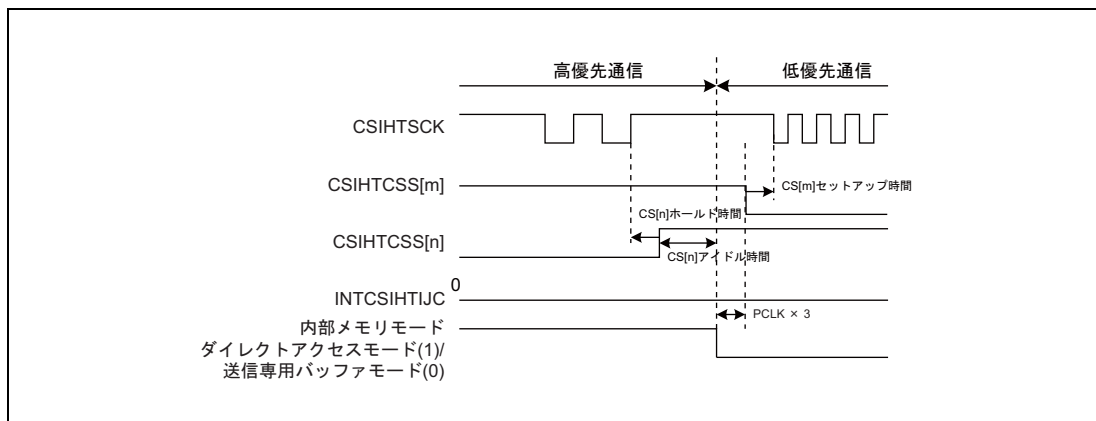 高優先通信
低優先通信
CSIHTSCK
CSIHTCSS[m]
CS[m]セットアップ時間
CS[n]ホールド時間
CSIHTCSS[n]
CS[n]アイドル時間
0
INTCSIHTIJC
PCLK × 3
内部メモリモード
ダイレクトアクセスモード(1)/
送信専用バッファモード(0)